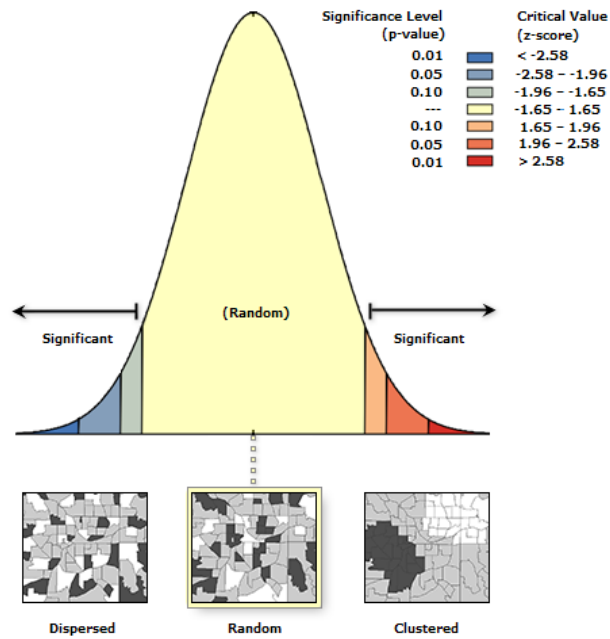 Significance Level Critical Value
(p-value) (z-score)
0.01 < -2.58
0.05 -2.58 – -1.96
0.10 -1.96 – -1.65
--- -1.65 – 1.65
0.10 1.65 – 1.96
0.05 1.96 – 2.58
0.01 > 2.58
(Random)
Significant Significant
Dispersed Random Clustered